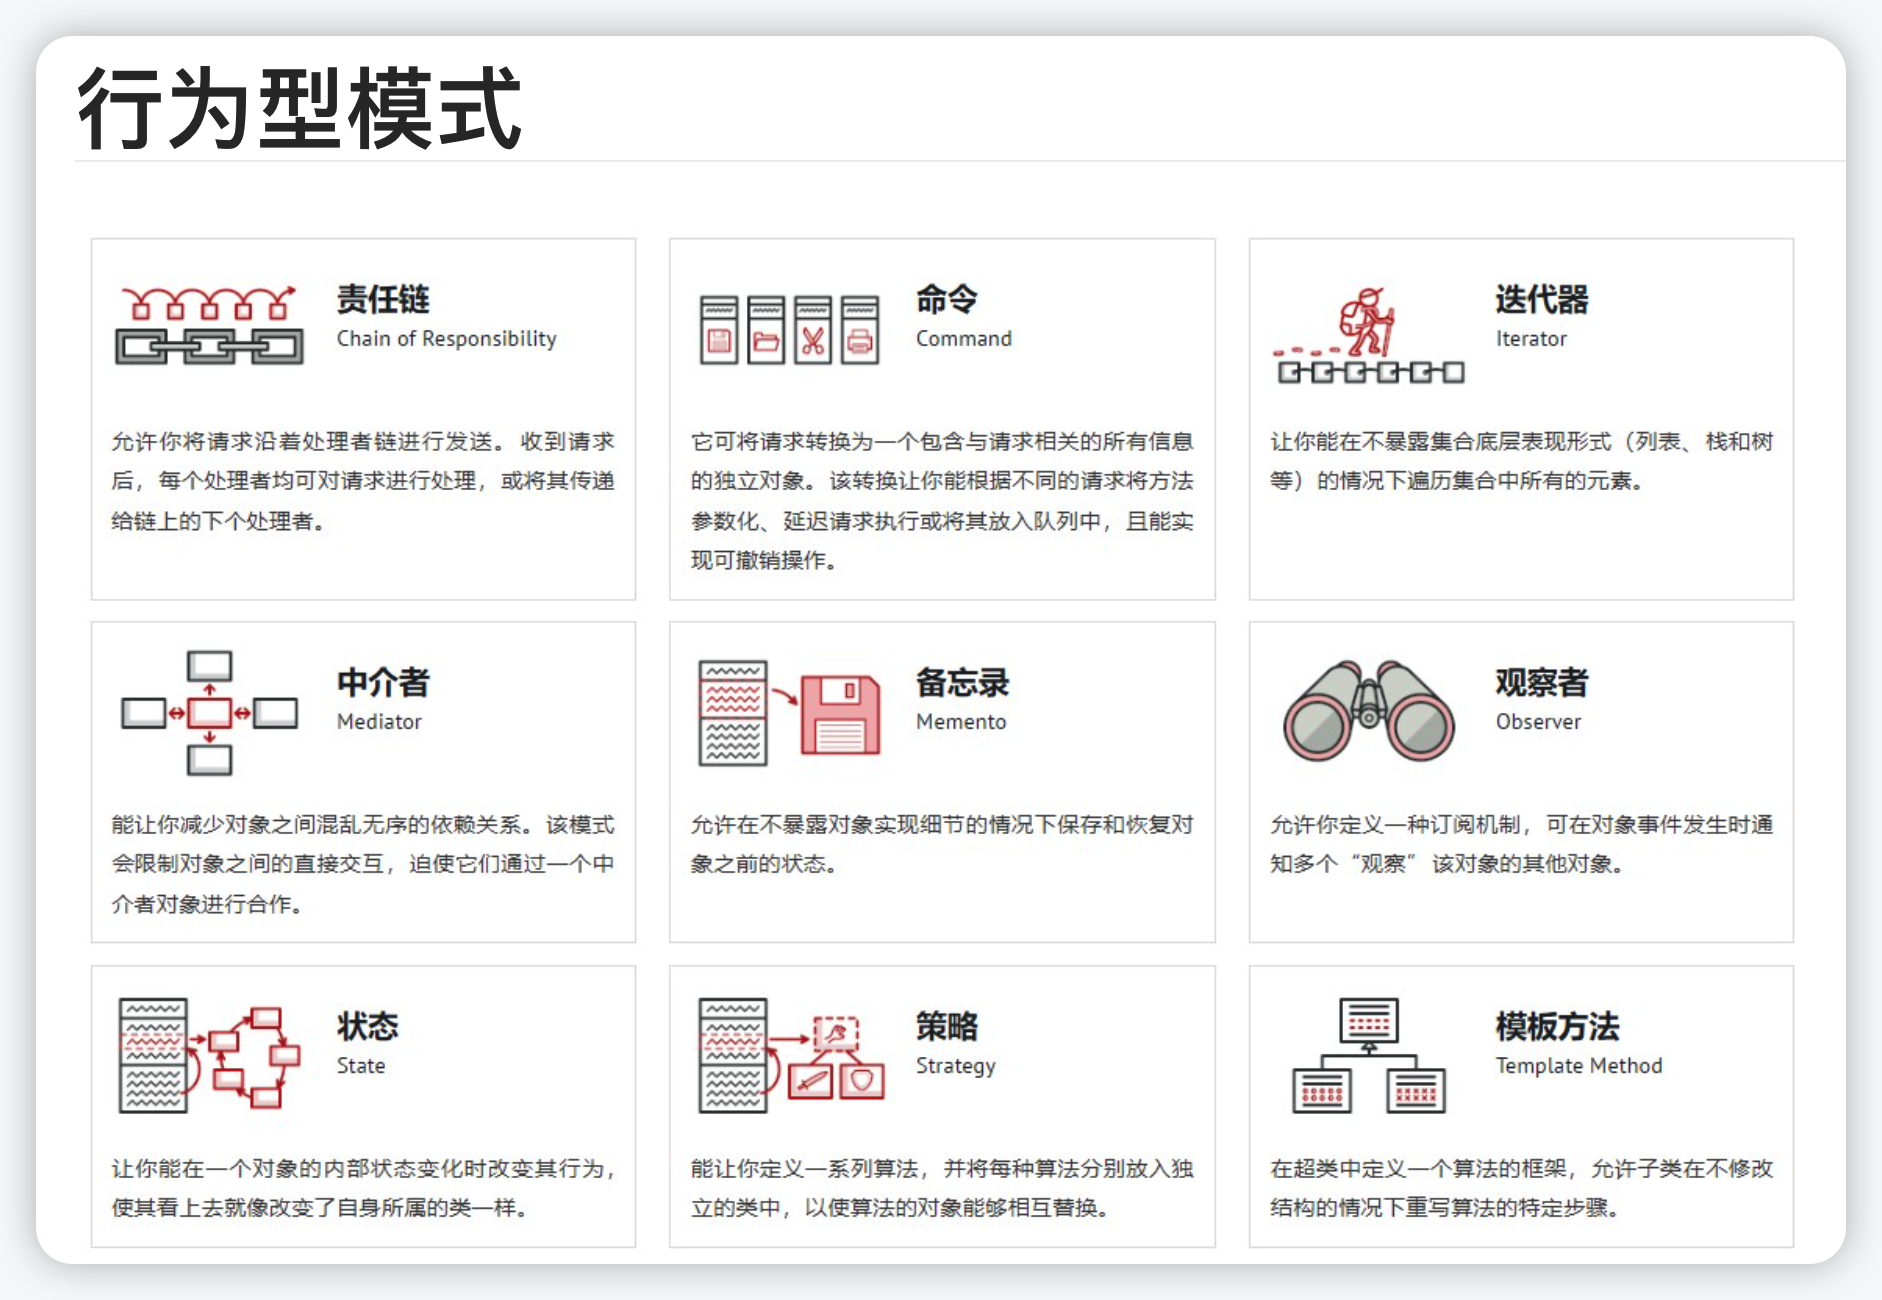 行为型模式
责任链
Chain of Responsibility
允许你将请求沿着处理者链进行发送。 收到请求
后，每个处理者均可对请求进行处理，或将其传递
给链上的下个处理者。
命令
Command
它可将请求转换为一个包含与请求相关的所有信息
的独立对象。 该转换让你能根据不同的请求将方法
参数化、延迟请求执行或将其放入队列中，且能实
现可撤销操作。
迭代器
Iterator
让你能在不暴露集合底层表现形式（列表、栈和树
等）的情况下遍历集合中所有的元素。
中介者
Mediator
能让你减少对象之间混乱无序的依赖关系。该模式
会限制对象之间的直接交互，迫使它们通过一个中
介者对象进行合作。
备忘录
Memento
允许在不暴露对象实现细节的情况下保存和恢复对
象之前的状态。
观察者
Observer
允许你定义一种订阅机制，可在对象事件发生时通
知多个“观察” 该对象的其他对象。
状态
State
让你能在一个对象的内部状态变化时改变其行为，
使其看上去就像改变了自身所属的类一样。
策略
Strategy
能让你定义一系列算法，并将每种算法分别放入独
立的类中，以使算法的对象能够相互替换。
模板方法
Template Method
在超类中定义一个算法的框架，允许子类在不修改
结构的情况下重写算法的特定步骤。